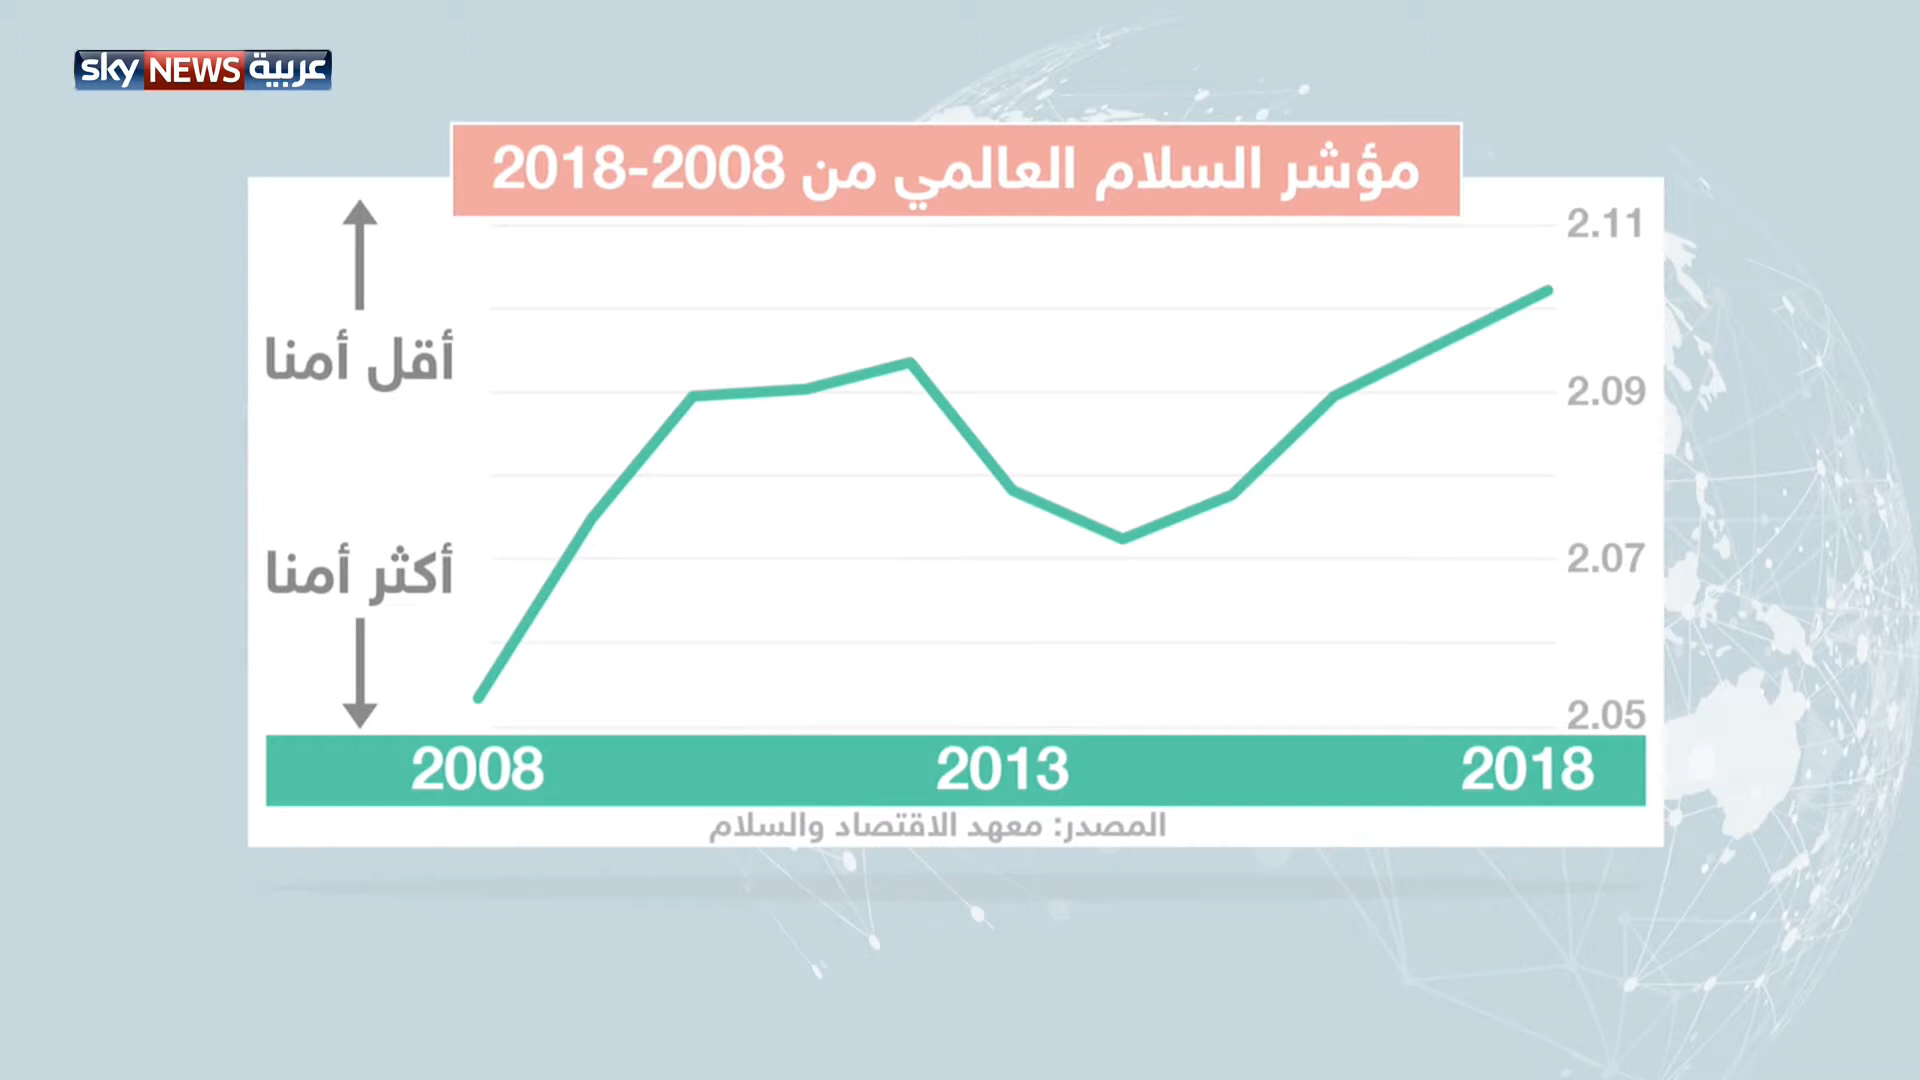 sky NEWS عربية
مؤشر السلام العالمي من 2008-2018
2.11
أقل أمنا
2.09
أكثر أمنا
2.07
2.05
2008 2013 2018
المصدر: معهد الاقتصاد والسلام